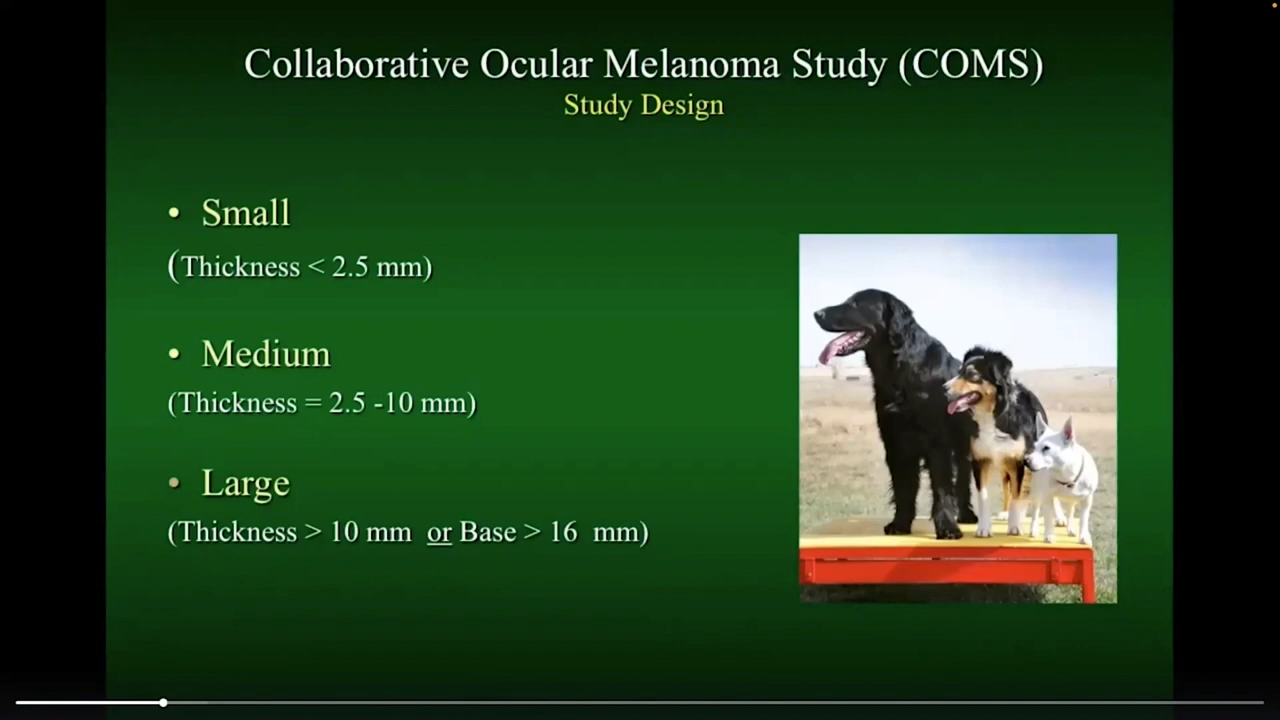 Collaborative Ocular Melanoma Study (COMS)
Study Design
• Small
(Thickness < 2.5 mm)
• Medium
(Thickness = 2.5 -10 mm)
• Large
(Thickness > 10 mm or Base > 16 mm)